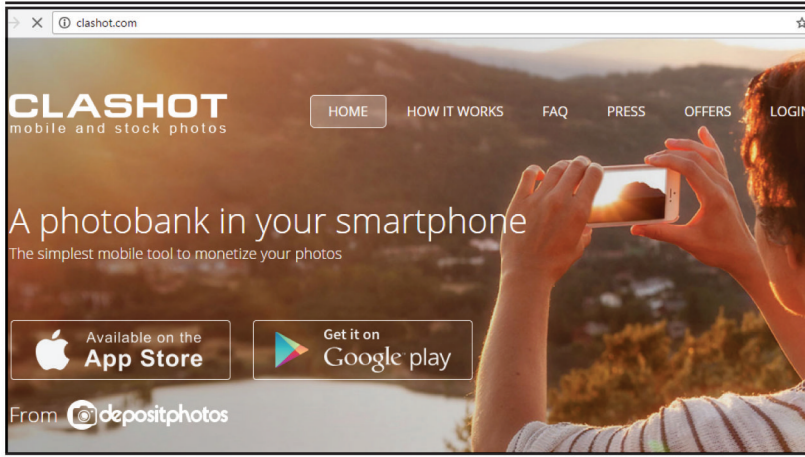 clashot.com
CLASHOT
mobile and stock photos
HOME HOW IT WORKS FAQ PRESS OFFERS LOGIN
A photobank in your smartphone
The simplest mobile tool to monetize your photos
Available on the
App Store
Get it on
Google play
From depositphotos